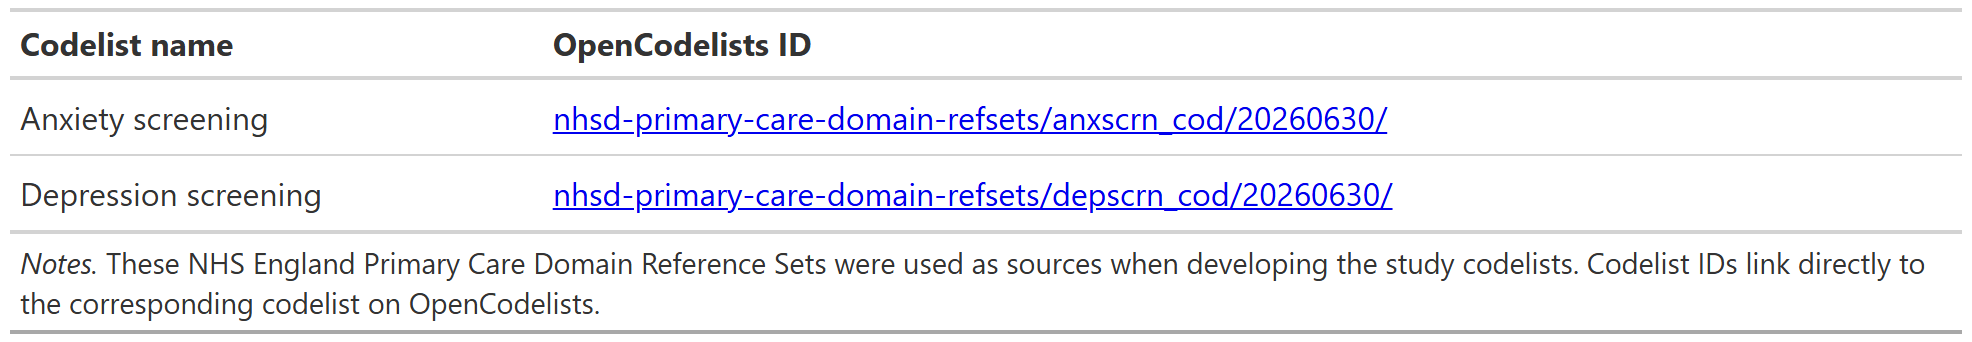 Codelist name OpenCodelists ID
Anxiety screening nhsd-primary-care-domain-refsets/anxscrn_cod/20260630/
Depression screening nhsd-primary-care-domain-refsets/depscrn_cod/20260630/
Notes. These NHS England Primary Care Domain Reference Sets were used as sources when developing the study codelists. Codelist IDs link directly to
the corresponding codelist on OpenCodelists.